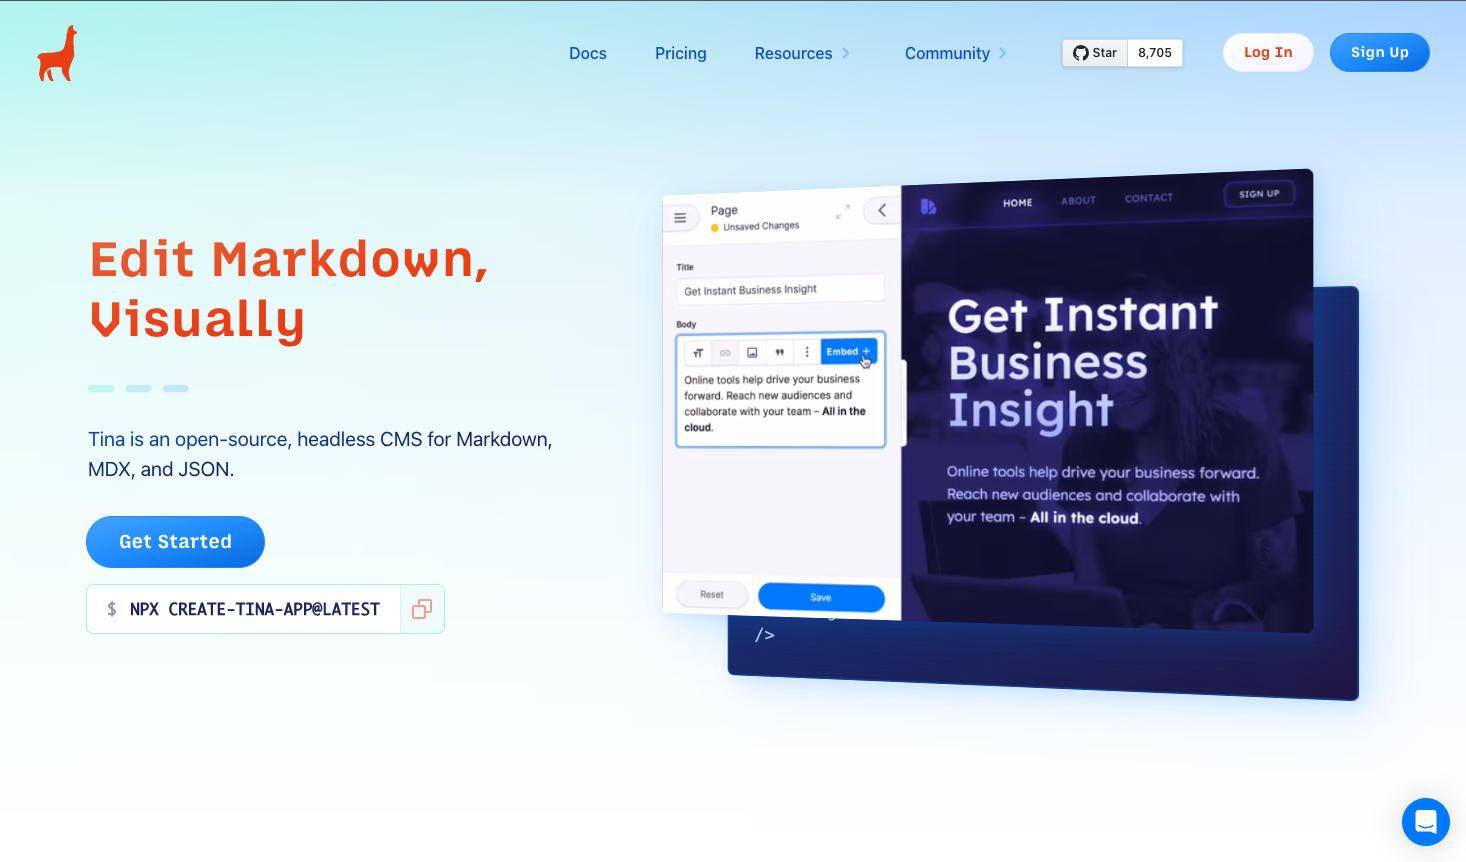 Docs
Pricing
Resources
Community
Star
8,705
Log In
Sign Up
Edit Markdown,
Visually
Tina is an open-source, headless CMS for Markdown,
MDX, and JSON.
Get Started
$ NPX CREATE-TINA-APP@LATEST
Page
Unsaved Changes
Title
Get Instant Business Insight
Body
Embed +
Online tools help drive your business
forward. Reach new audiences and
collaborate with your team – All in the
cloud.
Reset
Save
HOME
ABOUT
CONTACT
SIGN UP
Get Instant
Business
Insight
Online tools help drive your business forward.
Reach new audiences and collaborate with
your team – All in the cloud.
/>